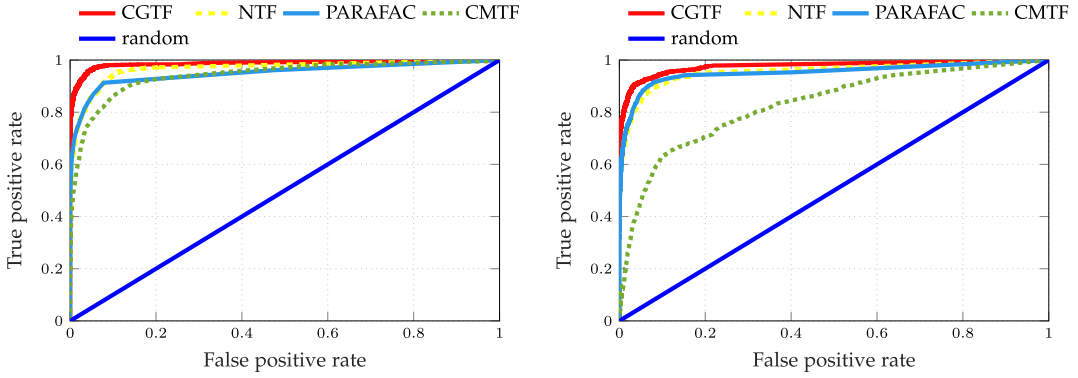 CGTF NTF PARAFAC CMTF
random
1
0.8
0.6
0.4
0.2
0
0 0.2 0.4 0.6 0.8 1
True positive rate
False positive rate
CGTF NTF PARAFAC CMTF
random
1
0.8
0.6
0.4
0.2
0
0 0.2 0.4 0.6 0.8 1
True positive rate
False positive rate